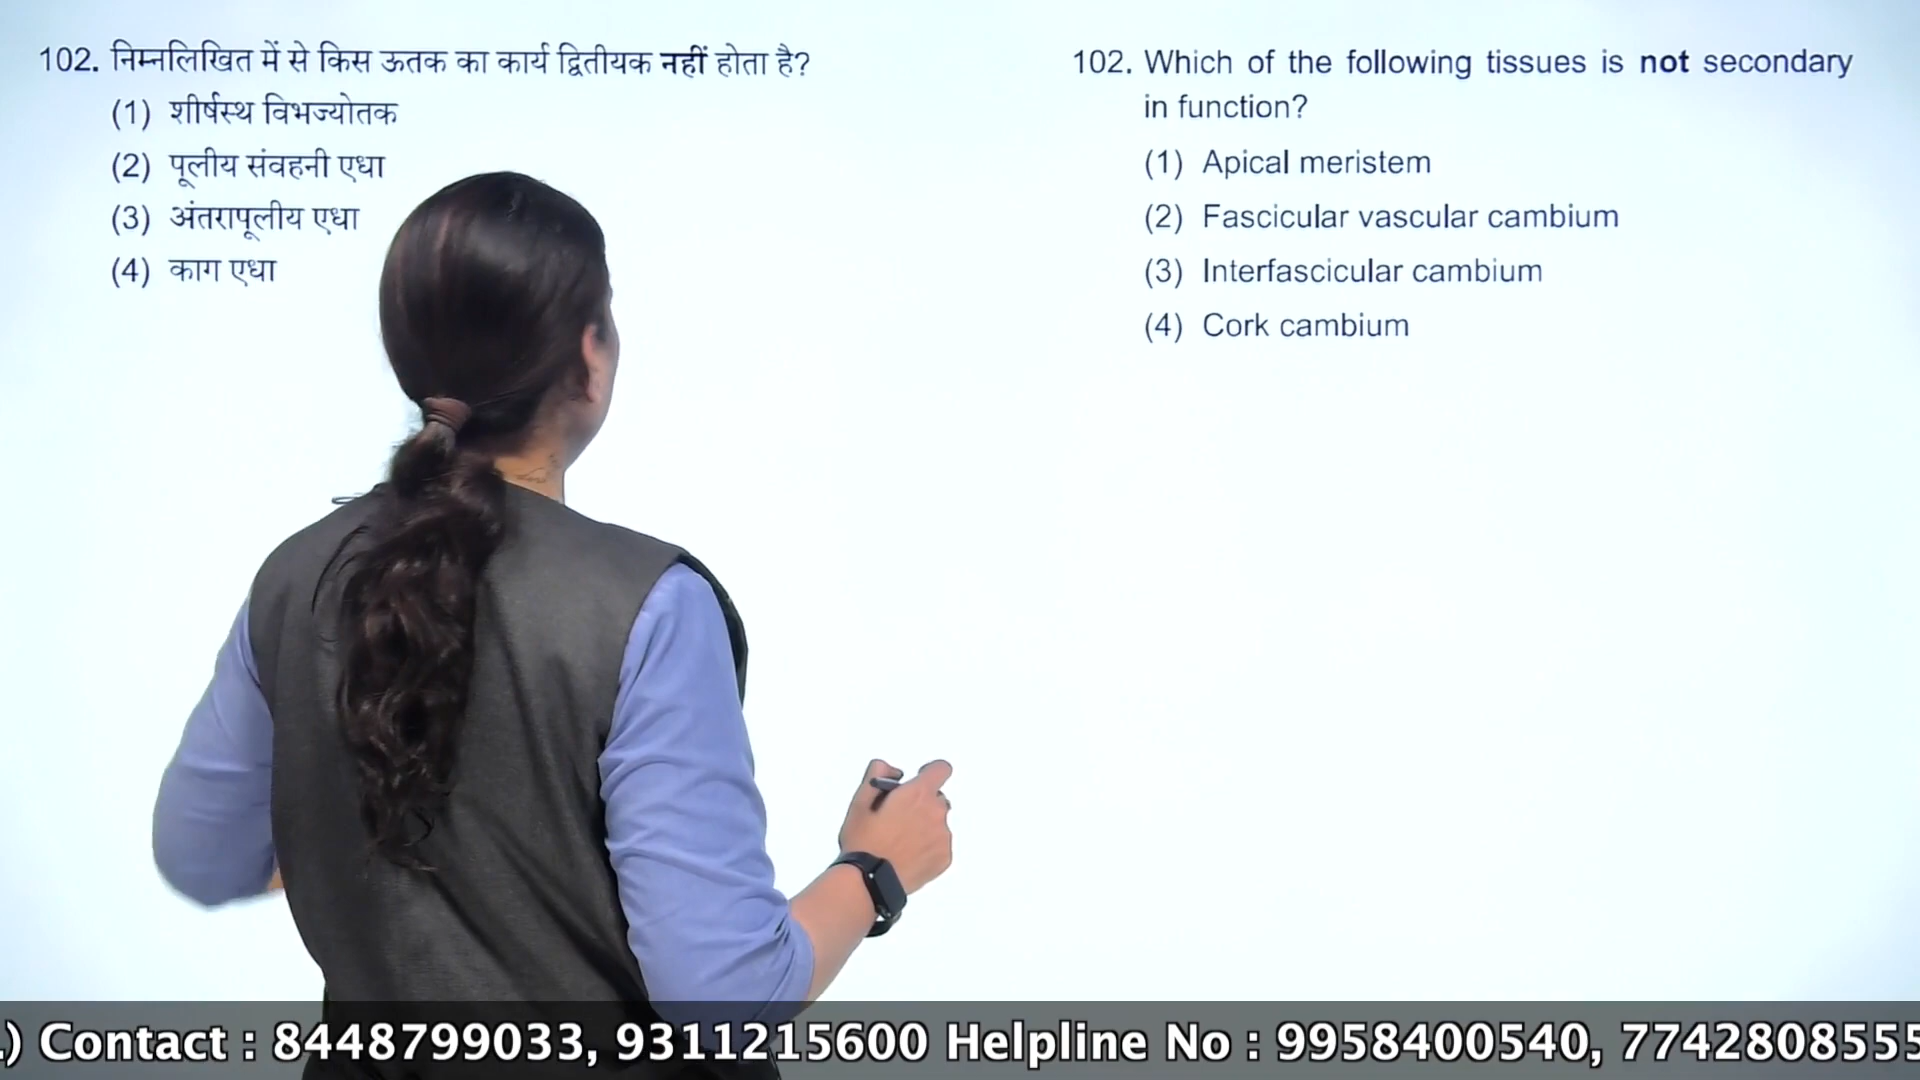 102. निम्नलिखित में से किस ऊतक का कार्य द्वितीयक नहीं होता है?
(1) शीर्षस्थ विभज्योतक
(2) पूलीय संवहनी एधा
(3) अंतरापूलीय एधा
(4) काग एधा
102. Which of the following tissues is not secondary
in function?
(1) Apical meristem
(2) Fascicular vascular cambium
(3) Interfascicular cambium
(4) Cork cambium
.) Contact : 8448799033, 9311215600 Helpline No : 9958400540, 7742808555